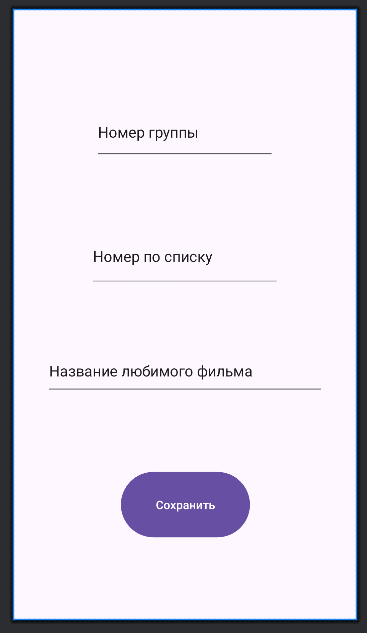 Номер группы
Номер по списку
Название любимого фильма
Сохранить